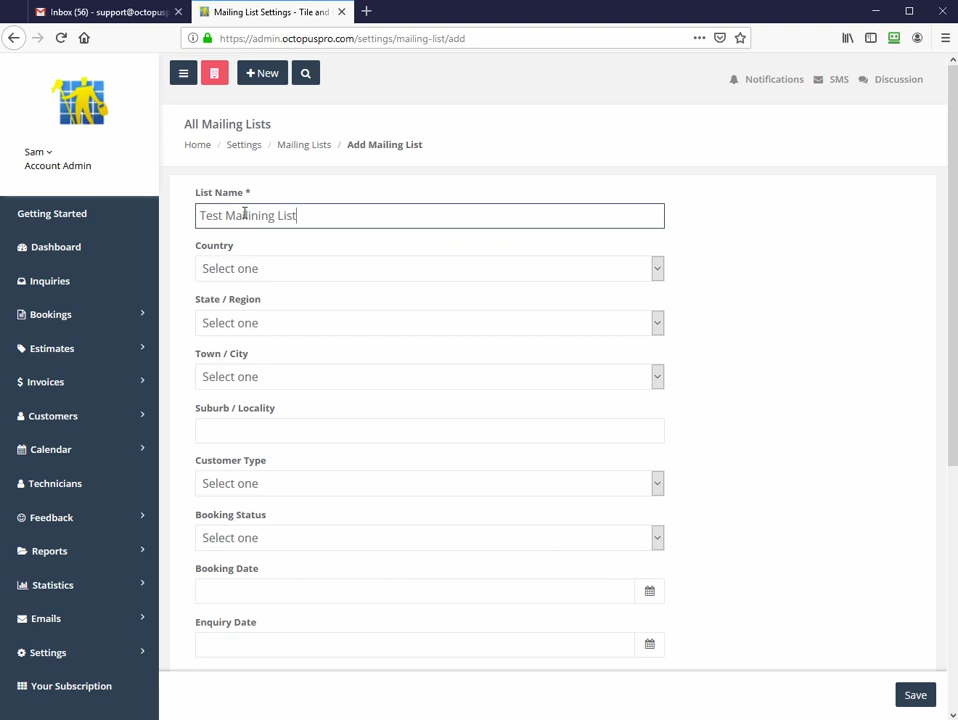 Inbox (56) - support@octopusp
Mailing List Settings - Tile and
https://admin.octopuspro.com/settings/mailing-list/add
New
Notifications
SMS
Discussion
Sam
Account Admin
All Mailing Lists
Home / Settings / Mailing Lists / Add Mailing List
Getting Started
Dashboard
Inquiries
Bookings
Estimates
Invoices
Customers
Calendar
Technicians
Feedback
Reports
Statistics
Emails
Settings
Your Subscription
List Name *
Test Mailining List
Country
Select one
State / Region
Select one
Town / City
Select one
Suburb / Locality
Customer Type
Select one
Booking Status
Select one
Booking Date
Enquiry Date
Save